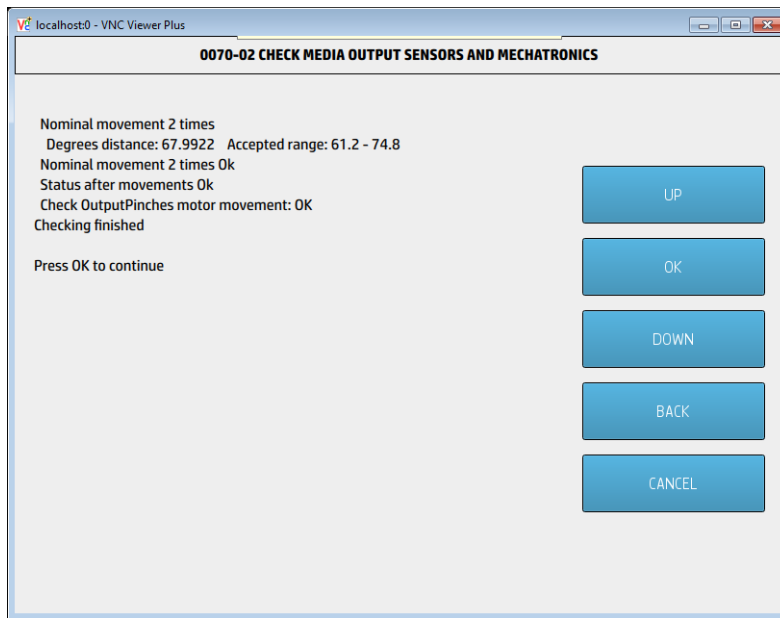 localhost:0 - VNC Viewer Plus
0070-02 CHECK MEDIA OUTPUT SENSORS AND MECHATRONICS
Nominal movement 2 times
Degrees distance: 67.9922 Accepted range: 61.2 - 74.8
Nominal movement 2 times Ok
Status after movements Ok
Check OutputPinches motor movement: OK
Checking finished
Press OK to continue
UP
OK
DOWN
BACK
CANCEL